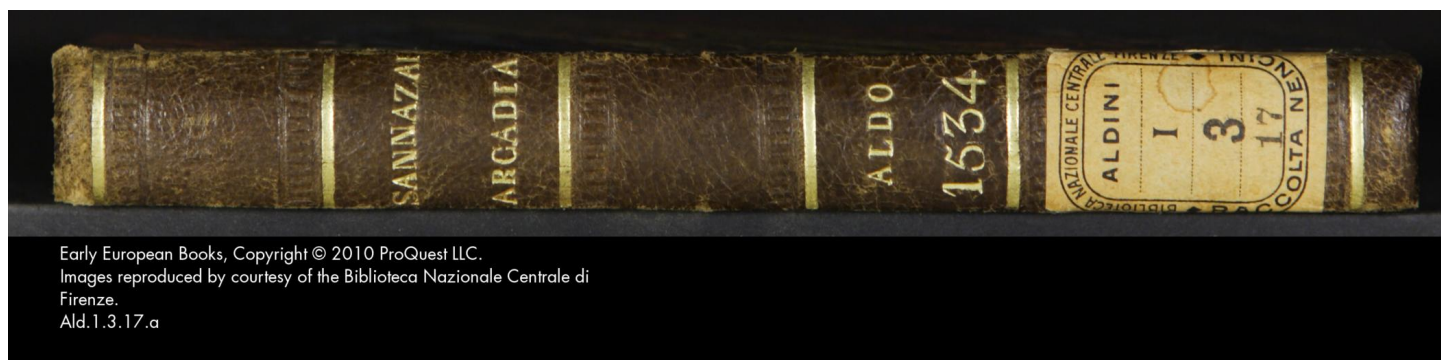 SANNAZAI
ARCADIA
ALDO
1534
BIBLIOTECA NAZIONALE CENTRALE FIRENZE
ALDINI
I
3
17
RACCOLTA NENCINI
Early European Books, Copyright © 2010 ProQuest LLC.
Images reproduced by courtesy of the Biblioteca Nazionale Centrale di
Firenze.
Ald.1.3.17.a